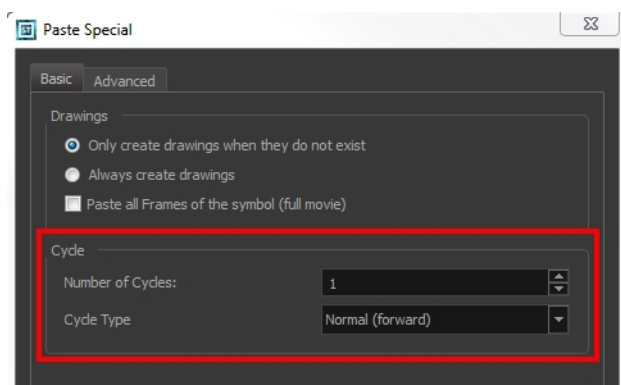 Paste Special
Basic Advanced
Drawings
Only create drawings when they do not exist
Always create drawings
Paste all Frames of the symbol (full movie)
Cycle
Number of Cycles: 1
Cycle Type Normal (forward)